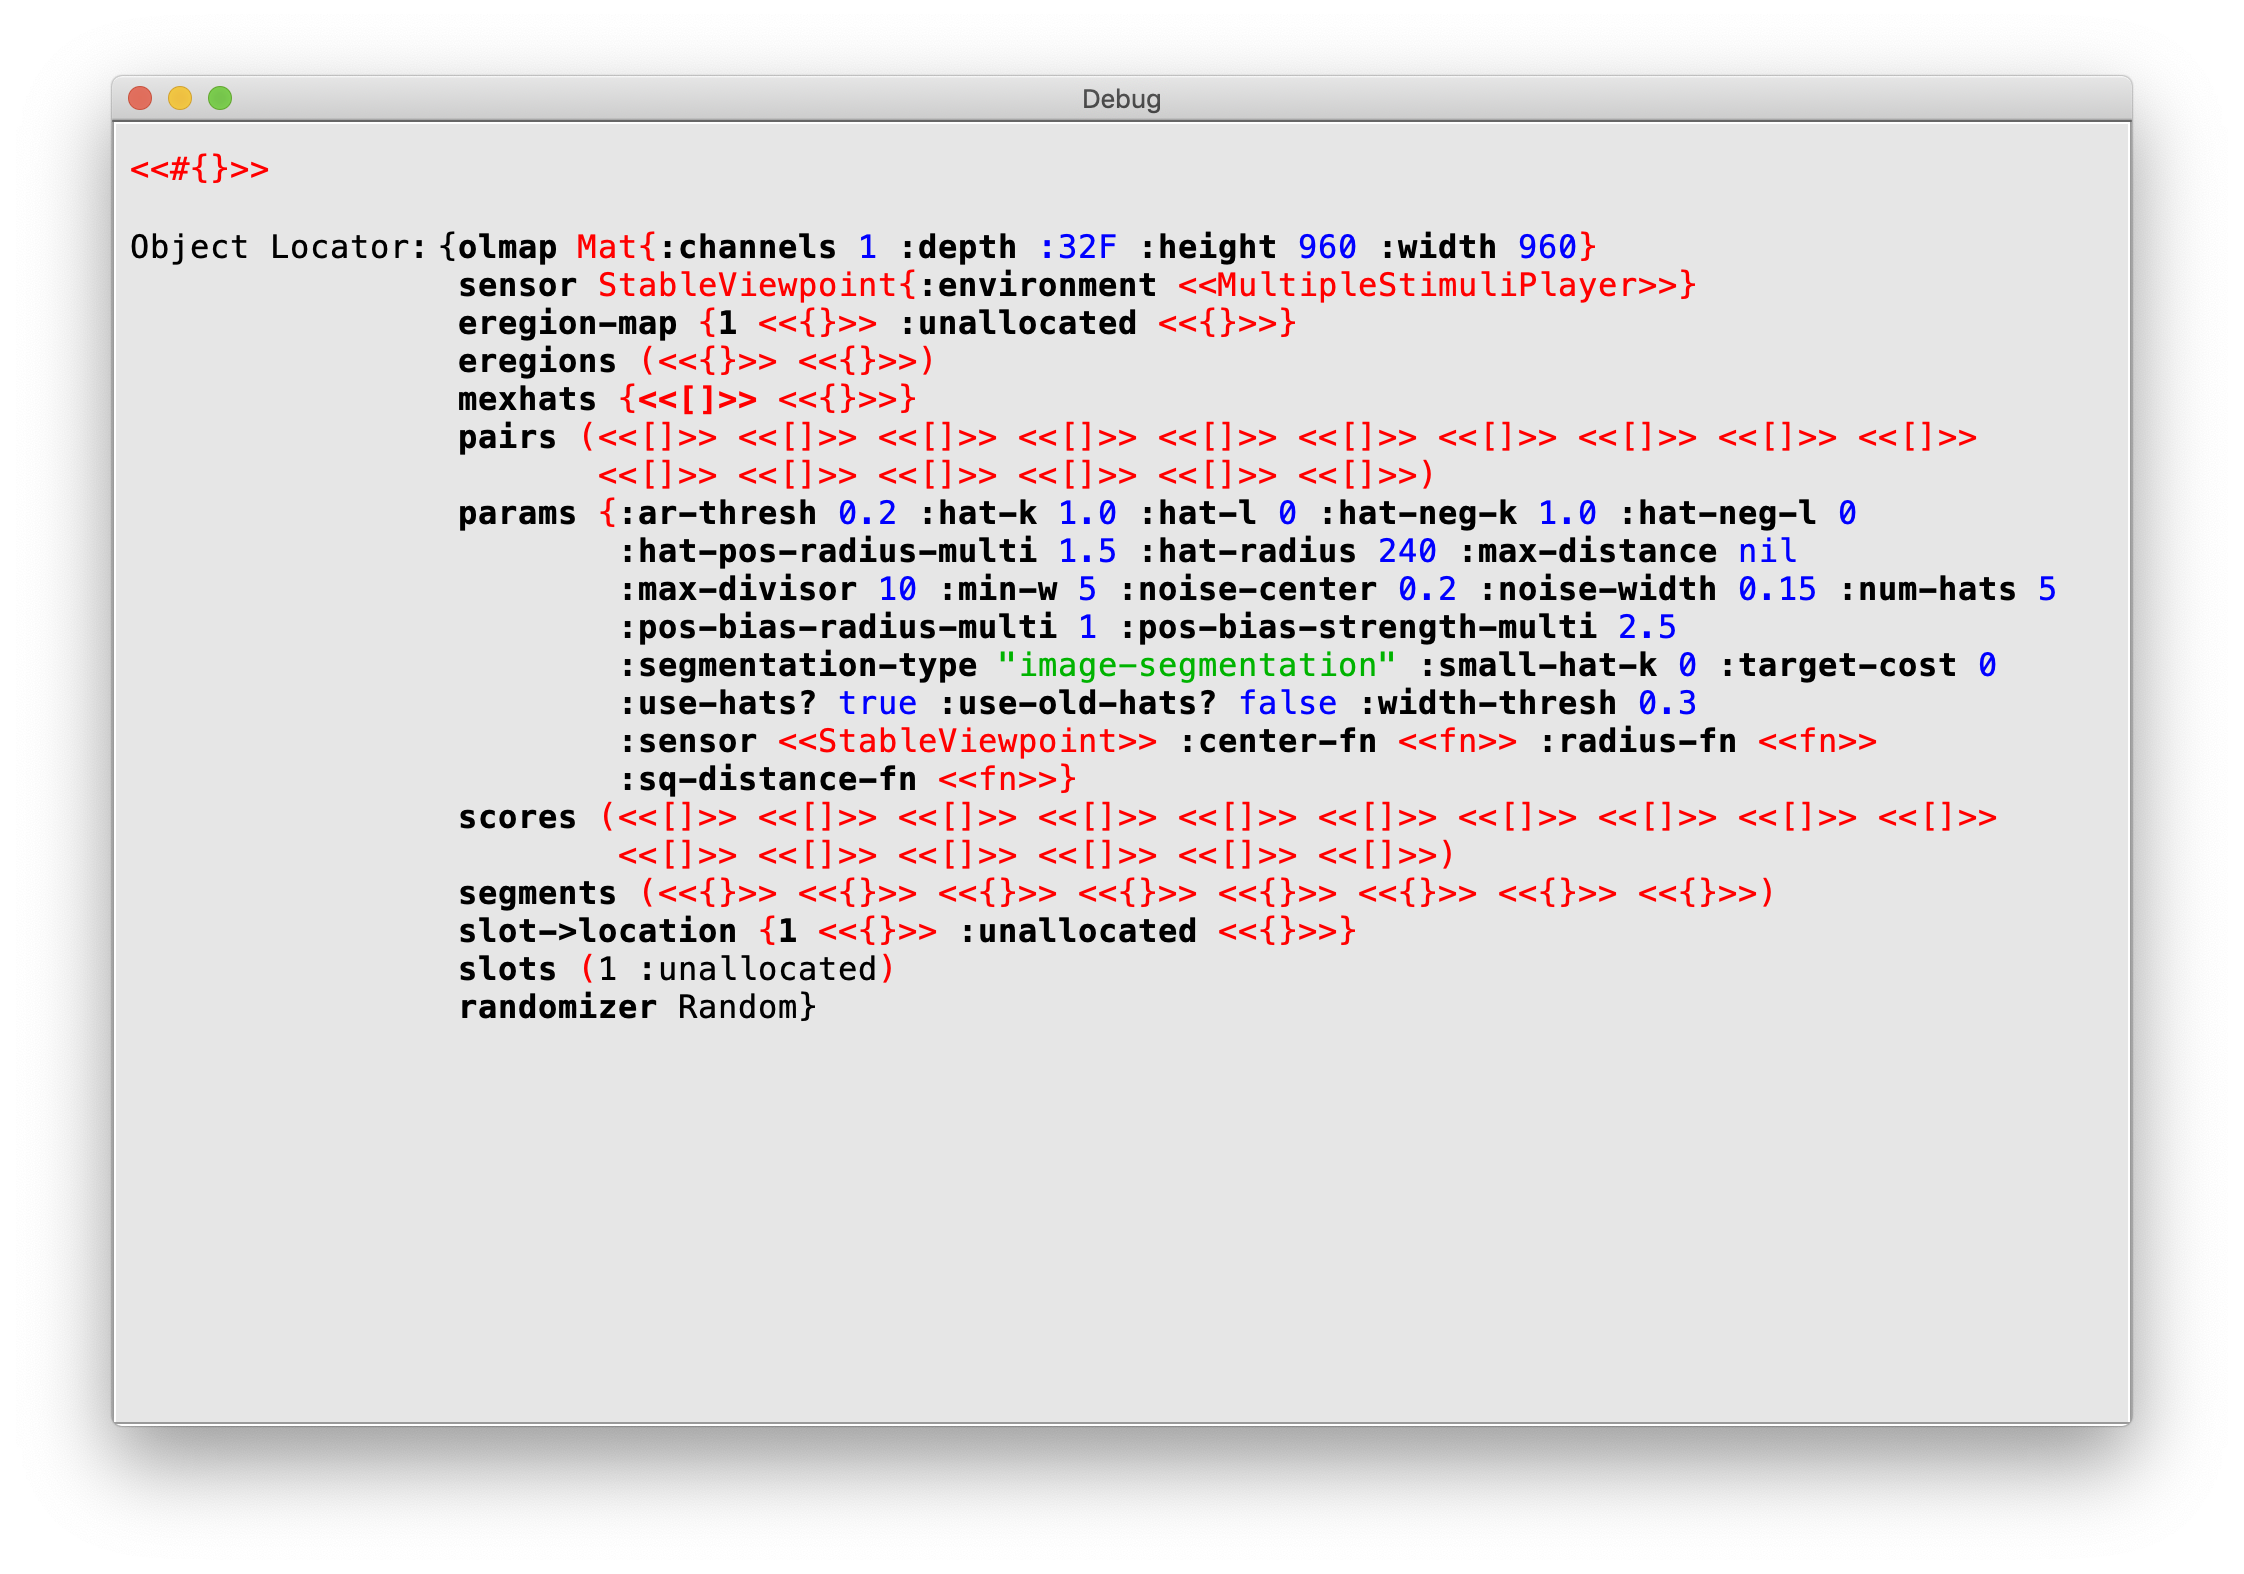 Debug
<<#{}>>
Object Locator: {olmap Mat{:channels 1 :depth :32F :height 960 :width 960}
sensor StableViewpoint{:environment <<MultipleStimuliPlayer>>}
eregion-map {1 <<{}>> :unallocated <<{}>>}
eregions (<<{}>> <<{}>>)
mexhats {<<[]>> <<{}>>}
pairs (<<[]>> <<[]>> <<[]>> <<[]>> <<[]>> <<[]>> <<[]>> <<[]>> <<[]>> <<[]>>
<<[]>> <<[]>> <<[]>> <<[]>> <<[]>> <<[]>>)
params {:ar-thresh 0.2 :hat-k 1.0 :hat-l 0 :hat-neg-k 1.0 :hat-neg-l 0
:hat-pos-radius-multi 1.5 :hat-radius 240 :max-distance nil
:max-divisor 10 :min-w 5 :noise-center 0.2 :noise-width 0.15 :num-hats 5
:pos-bias-radius-multi 1 :pos-bias-strength-multi 2.5
:segmentation-type "image-segmentation" :small-hat-k 0 :target-cost 0
:use-hats? true :use-old-hats? false :width-thresh 0.3
:sensor <<StableViewpoint>> :center-fn <<fn>> :radius-fn <<fn>>
:sq-distance-fn <<fn>>}
scores (<<[]>> <<[]>> <<[]>> <<[]>> <<[]>> <<[]>> <<[]>> <<[]>> <<[]>> <<[]>>
<<[]>> <<[]>> <<[]>> <<[]>> <<[]>> <<[]>>)
segments (<<{}>> <<{}>> <<{}>> <<{}>> <<{}>> <<{}>> <<{}>> <<{}>>)
slot->location {1 <<{}>> :unallocated <<{}>>}
slots (1 :unallocated)
randomizer Random}